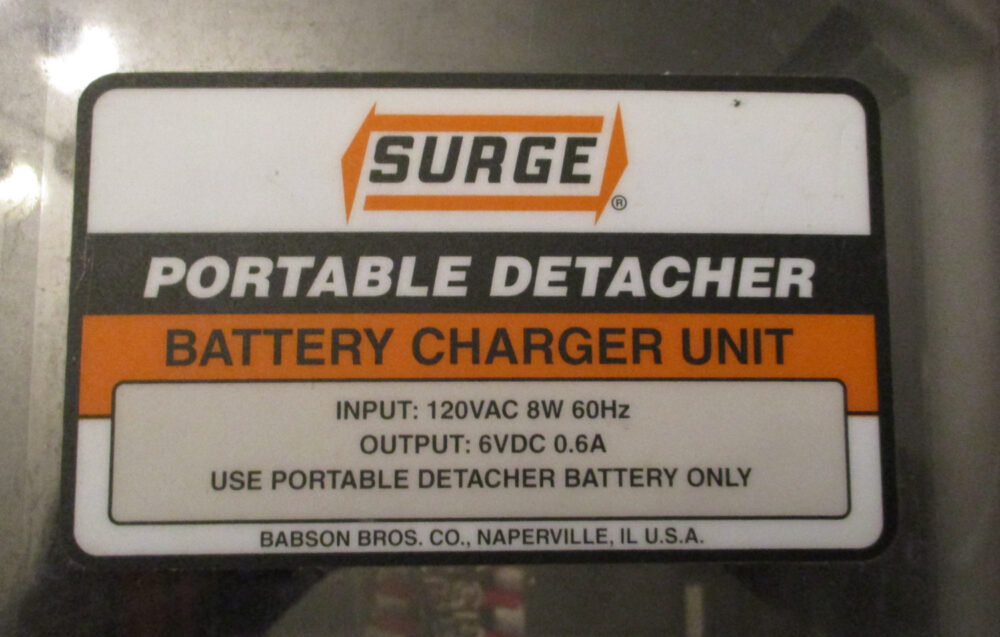 SURGE®
PORTABLE DETACHER
BATTERY CHARGER UNIT
INPUT: 120VAC 8W 60Hz
OUTPUT: 6VDC 0.6A
USE PORTABLE DETACHER BATTERY ONLY
BABSON BROS. CO., NAPERVILLE, IL U.S.A.